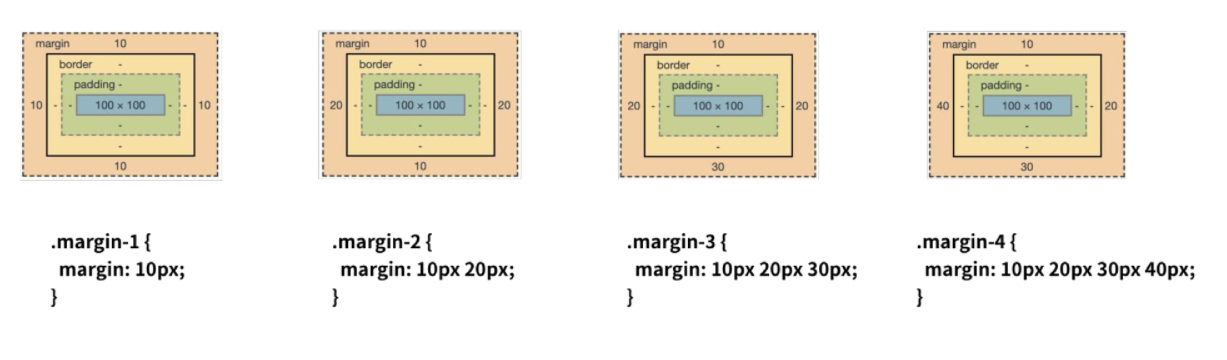 margin 10
border -
padding -
10 - - 100 × 100 - - 10
-
-
10
margin 10
border -
padding -
20 - - 100 × 100 - - 20
-
-
10
margin 10
border -
padding -
20 - - 100 × 100 - - 20
-
-
30
margin 10
border -
padding -
40 - - 100 × 100 - - 20
-
-
30
.margin-1 {
margin: 10px;
}
.margin-2 {
margin: 10px 20px;
}
.margin-3 {
margin: 10px 20px 30px;
}
.margin-4 {
margin: 10px 20px 30px 40px;
}